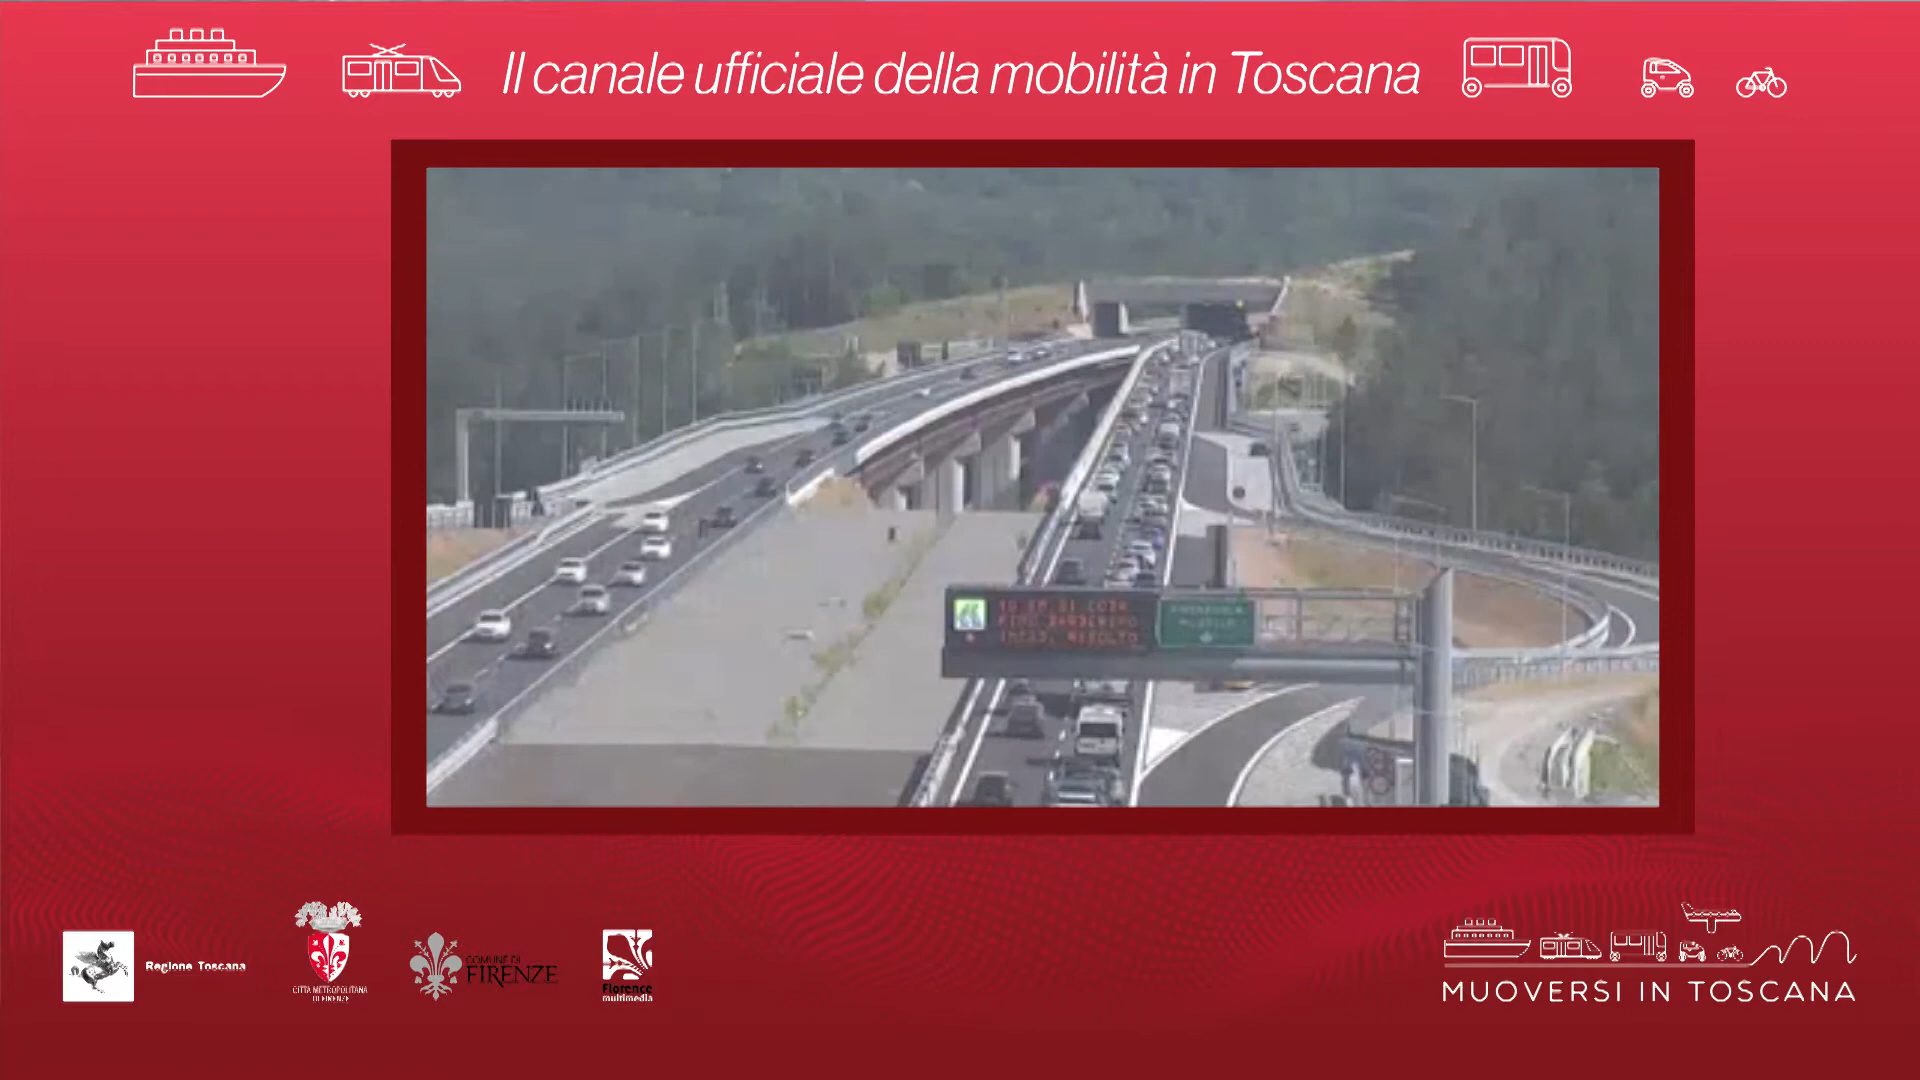 Il canale ufficiale della mobilità in Toscana
Regione Toscana
CITTÀ METROPOLITANA
DI FIRENZE
COMUNE DI
FIRENZE
Florence
multimedia
MUOVERSI IN TOSCANA